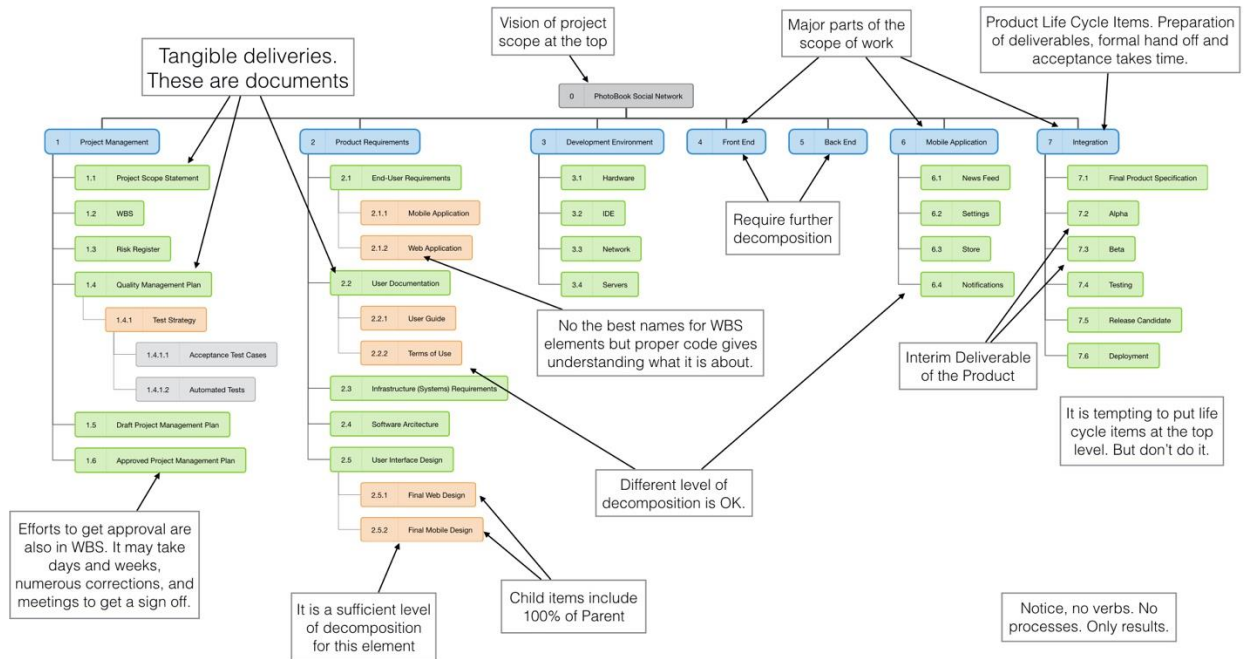 Vision of project
scope at the top
Major parts of
the scope of work
Product Life Cycle Items. Preparation
of deliverables, formal hand off and
acceptance takes time.
Tangible deliveries.
These are documents
0 PhotoBook Social Network
1 Project Management
1.1 Project Scope Statement
1.2 WBS
1.3 Risk Register
1.4 Quality Management Plan
1.4.1 Test Strategy
1.4.1.1 Acceptance Test Cases
1.4.1.2 Automated Tests
1.5 Draft Project Management Plan
1.6 Approved Project Management Plan
2 Product Requirements
2.1 End-User Requirements
2.1.1 Mobile Application
2.1.2 Web Application
2.2 User Documentation
2.2.1 User Guide
2.2.2 Terms of Use
2.3 Infrastructure (Systems) Requirements
2.4 Software Arcitecture
2.5 User Interface Design
2.5.1 Final Web Design
2.5.2 Final Mobile Design
3 Development Environment
3.1 Hardware
3.2 IDE
3.3 Network
3.4 Servers
4 Front End
5 Back End
6 Mobile Application
6.1 News Feed
6.2 Settings
6.3 Store
6.4 Notifications
7 Integration
7.1 Final Product Specification
7.2 Alpha
7.3 Beta
7.4 Testing
7.5 Release Candidate
7.6 Deployment
Require further
decomposition
No the best names for WBS
elements but proper code gives
understanding what it is about.
Interim Deliverable
of the Product
It is tempting to put life
cycle items at the top
level. But don't do it.
Different level of
decomposition is OK.
Efforts to get approval are
also in WBS. It may take
days and weeks,
numerous corrections, and
meetings to get a sign off.
It is a sufficient level
of decomposition
for this element
Child items include
100% of Parent
Notice, no verbs. No
processes. Only results.